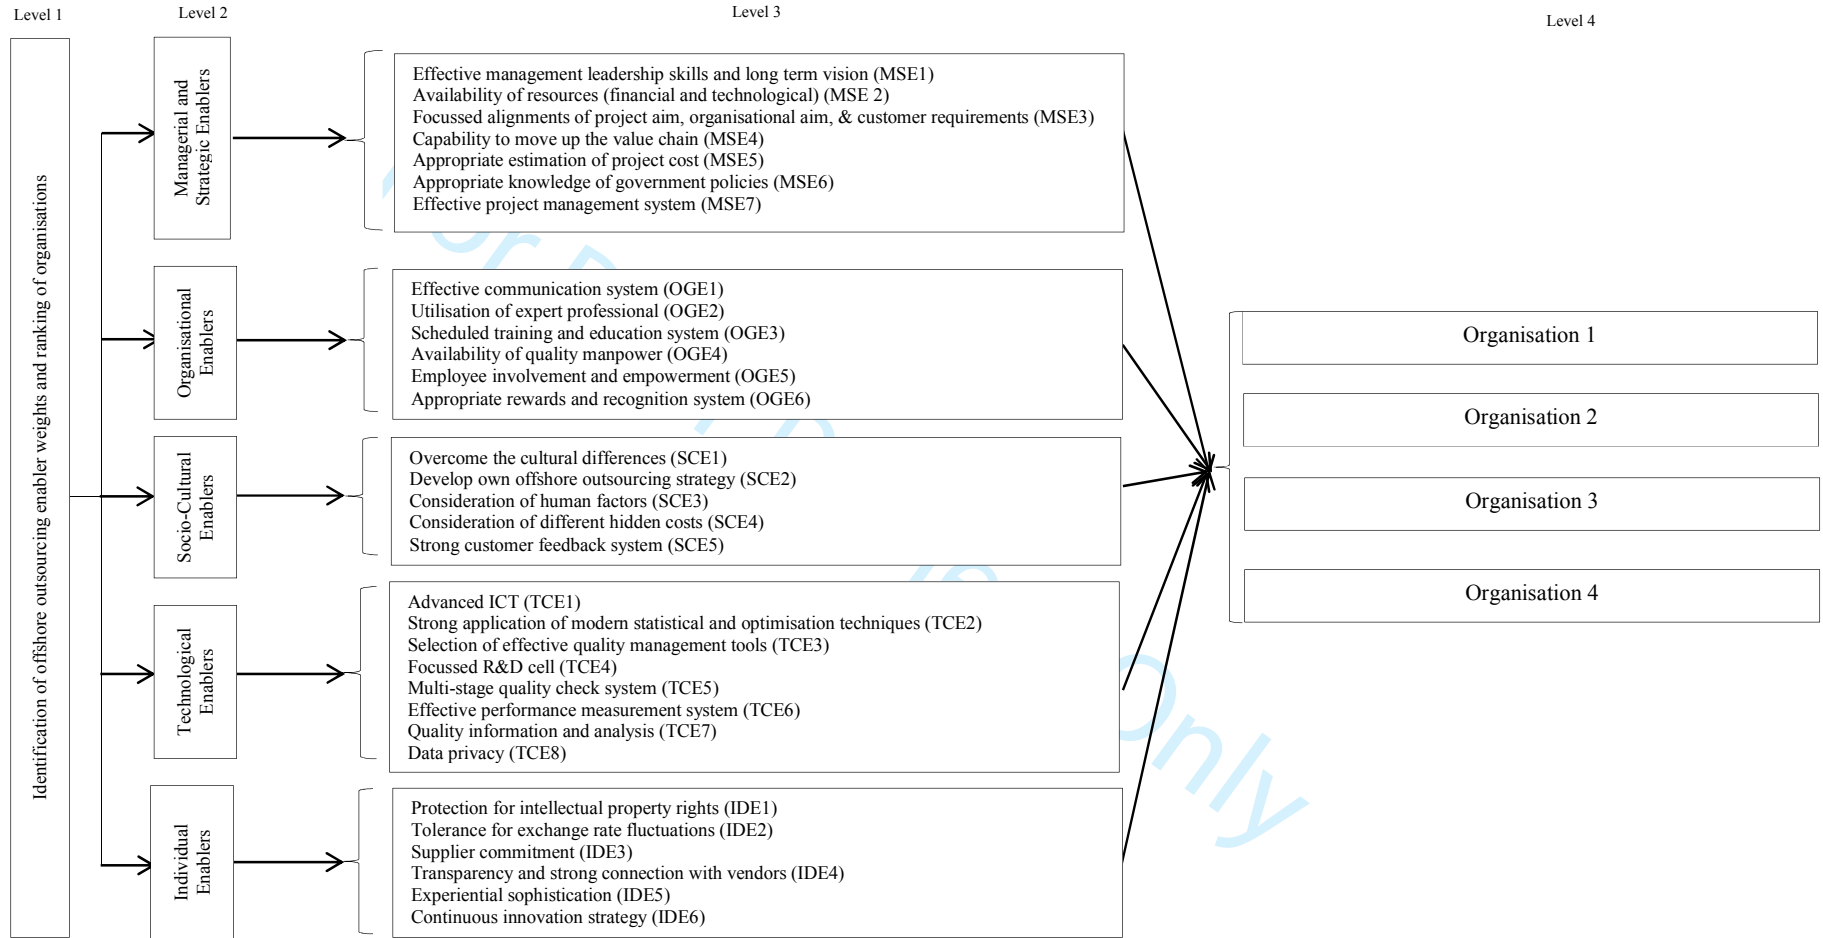 Level 1
Level 2
Level 3
Level 4
Identification of offshore outsourcing enabler weights and ranking of organisations
Managerial and
Strategic Enablers
Effective management leadership skills and long term vision (MSE1)
Availability of resources (financial and technological) (MSE 2)
Focussed alignments of project aim, organisational aim, & customer requirements (MSE3)
Capability to move up the value chain (MSE4)
Appropriate estimation of project cost (MSE5)
Appropriate knowledge of government policies (MSE6)
Effective project management system (MSE7)
Organisational
Enablers
Effective communication system (OGE1)
Utilisation of expert professional (OGE2)
Scheduled training and education system (OGE3)
Availability of quality manpower (OGE4)
Employee involvement and empowerment (OGE5)
Appropriate rewards and recognition system (OGE6)
Socio-Cultural
Enablers
Overcome the cultural differences (SCE1)
Develop own offshore outsourcing strategy (SCE2)
Consideration of human factors (SCE3)
Consideration of different hidden costs (SCE4)
Strong customer feedback system (SCE5)
Technological
Enablers
Advanced ICT (TCE1)
Strong application of modern statistical and optimisation techniques (TCE2)
Selection of effective quality management tools (TCE3)
Focussed R&D cell (TCE4)
Multi-stage quality check system (TCE5)
Effective performance measurement system (TCE6)
Quality information and analysis (TCE7)
Data privacy (TCE8)
Individual
Enablers
Protection for intellectual property rights (IDE1)
Tolerance for exchange rate fluctuations (IDE2)
Supplier commitment (IDE3)
Transparency and strong connection with vendors (IDE4)
Experiential sophistication (IDE5)
Continuous innovation strategy (IDE6)
Organisation 1
Organisation 2
Organisation 3
Organisation 4
Only